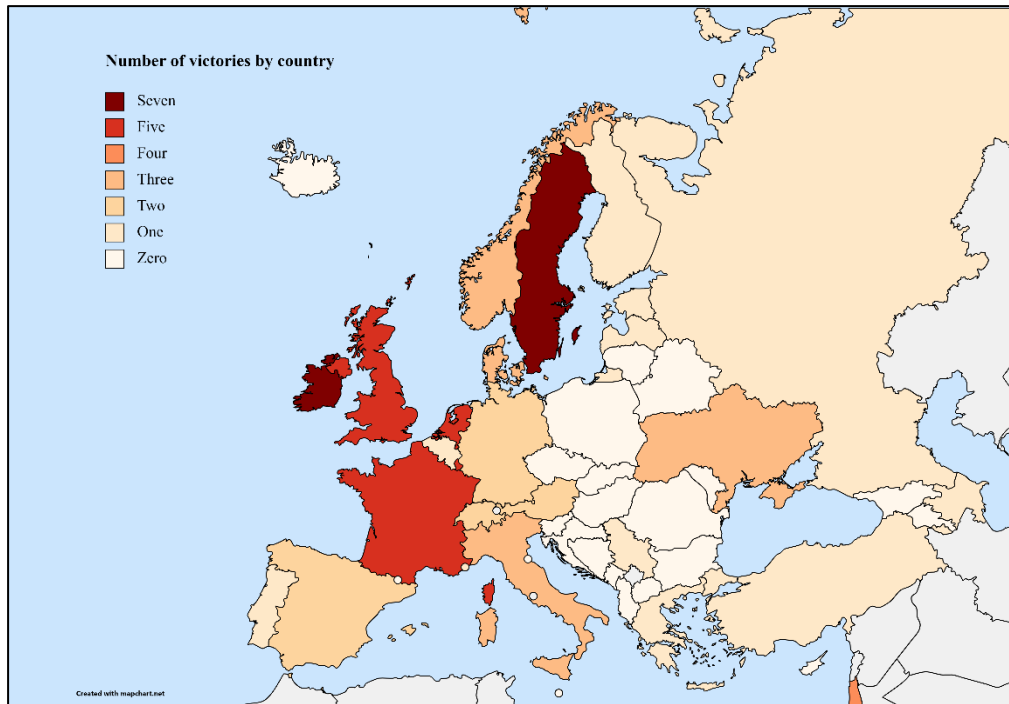 Number of victories by country
Seven
Five
Four
Three
Two
One
Zero
Created with mapchart.net